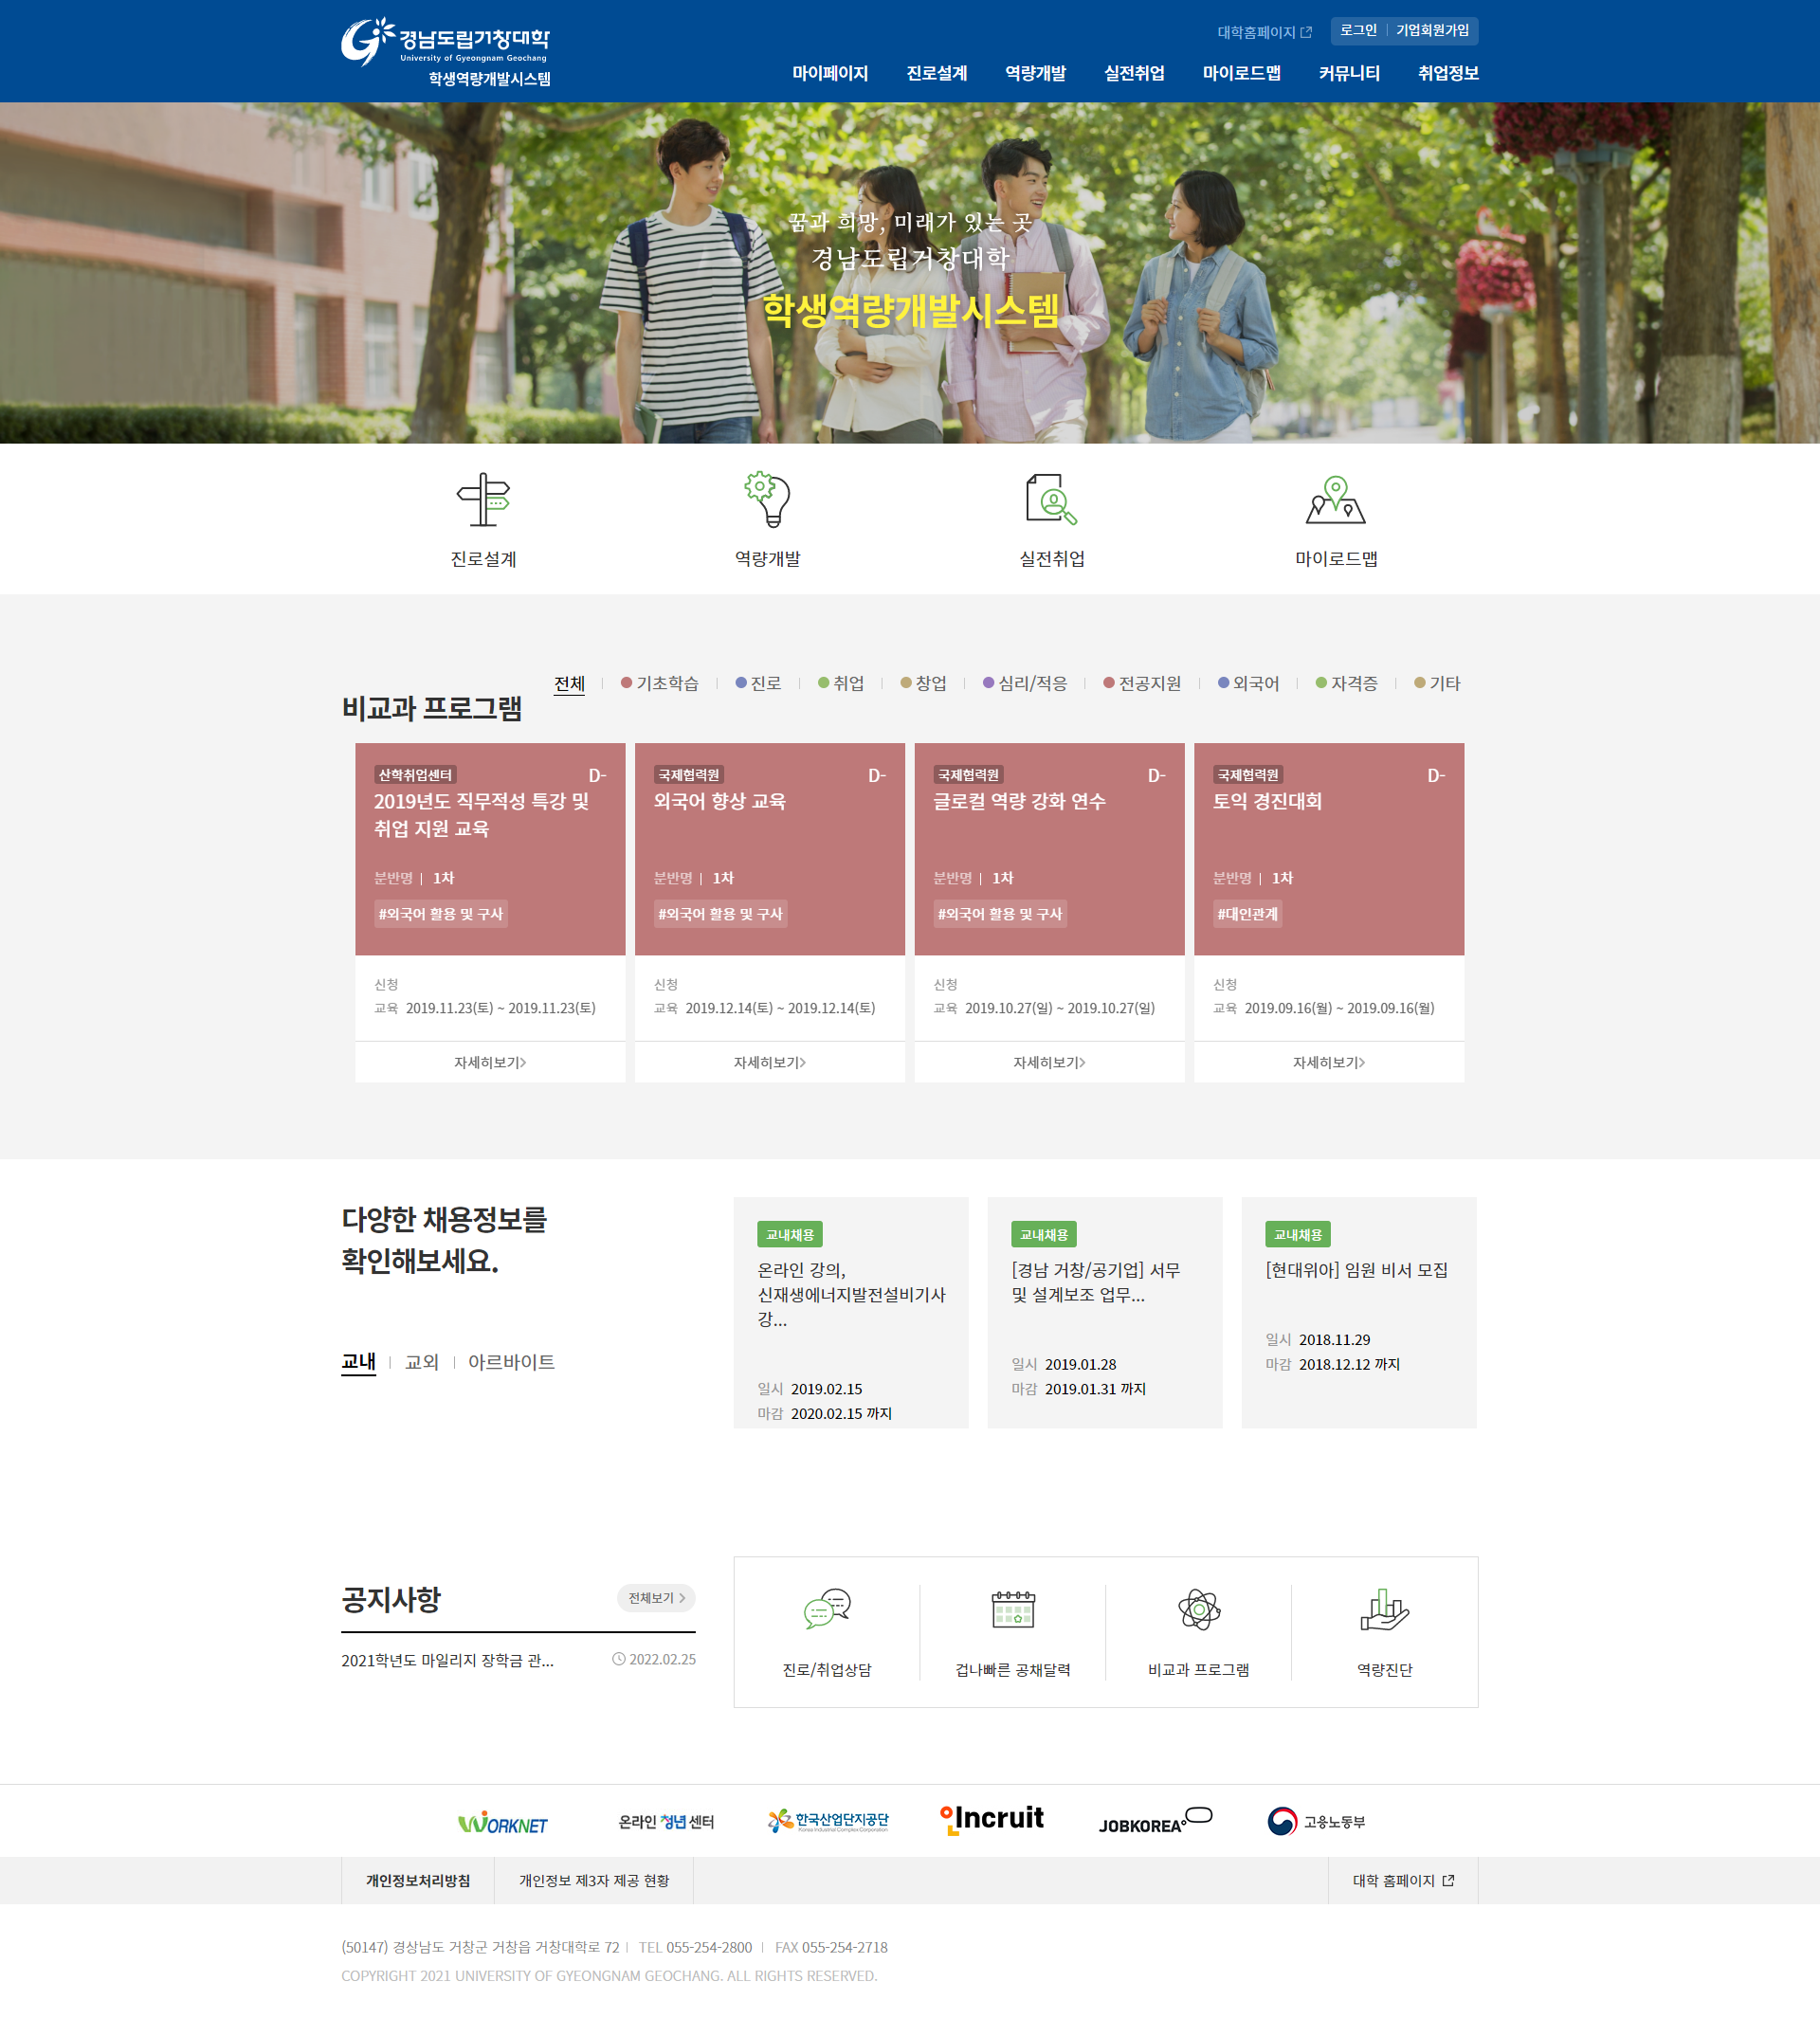 경남도립거창대학
University of Gyeongnam Geochang
학생역량개발시스템
대학홈페이지
로그인
기업회원가입
마이페이지 진로설계 역량개발 실전취업 마이로드맵 커뮤니티 취업정보
꿈과 희망, 미래가 있는 곳
경남도립거창대학
학생역량개발시스템
진로설계 역량개발 실전취업 마이로드맵
비교과 프로그램
전체 기초학습 진로 취업 창업 심리/적응 전공지원 외국어 자격증 기타
산학취업센터 D-
2019년도 직무적성 특강 및
취업 지원 교육
분반명 1차
#외국어 활용 및 구사
신청
교육 2019.11.23(토) ~ 2019.11.23(토)
자세히보기
국제협력원 D-
외국어 향상 교육
분반명 1차
#외국어 활용 및 구사
신청
교육 2019.12.14(토) ~ 2019.12.14(토)
자세히보기
국제협력원 D-
글로컬 역량 강화 연수
분반명 1차
#외국어 활용 및 구사
신청
교육 2019.10.27(일) ~ 2019.10.27(일)
자세히보기
국제협력원 D-
토익 경진대회
분반명 1차
#대인관계
신청
교육 2019.09.16(월) ~ 2019.09.16(월)
자세히보기
다양한 채용정보를
확인해보세요.
교내 교외 아르바이트
교내채용
온라인 강의,
신재생에너지발전설비기사
강...
일시 2019.02.15
마감 2020.02.15 까지
교내채용
[경남 거창/공기업] 서무
및 설계보조 업무...
일시 2019.01.28
마감 2019.01.31 까지
교내채용
[현대위아] 임원 비서 모집
일시 2018.11.29
마감 2018.12.12 까지
공지사항
전체보기
2021학년도 마일리지 장학금 관... 2022.02.25
진로/취업상담 겁나빠른 공채달력 비교과 프로그램 역량진단
WORKNET
온라인 청년 센터
한국산업단지공단
Korea Industrial Complex Corporation
Incruit
JOBKOREA
고용노동부
개인정보처리방침 개인정보 제3자 제공 현황 대학 홈페이지
(50147) 경상남도 거창군 거창읍 거창대학로 72 TEL 055-254-2800 FAX 055-254-2718
COPYRIGHT 2021 UNIVERSITY OF GYEONGNAM GEOCHANG. ALL RIGHTS RESERVED.